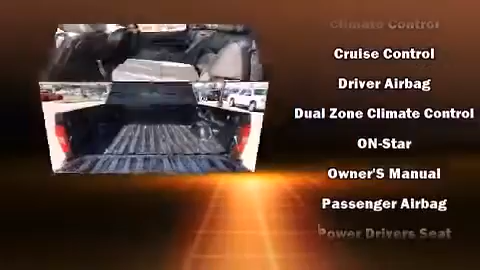 Climate Control
Cruise Control
Driver Airbag
Dual Zone Climate Control
ON-Star
Owner'S Manual
Passenger Airbag
Power Drivers Seat